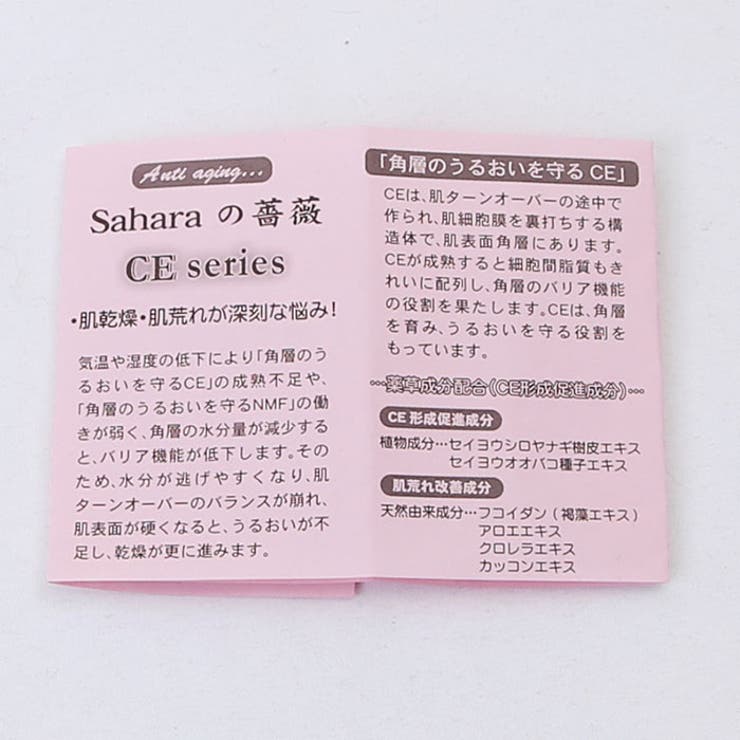 Anti aging...
Sahara の薔薇
CE series
・肌乾燥・肌荒れが深刻な悩み！
気温や湿度の低下により「角層のう
るおいを守るCE」の成熟不足や、
「角層のうるおいを守るNMF」の働
きが弱く、角層の水分量が減少する
と、バリア機能が低下します。そ の
ため、水分が逃げやすくなり、肌
ターンオーバーのバランスが崩れ、
肌表面が硬くなると、うるおいが不
足し、乾燥が更に進みます。
「角層のうるおいを守る CE」
CEは、肌ターンオーバーの途中で
作られ、肌細胞膜を裏打ちする構
造体で、肌表面角層にあります。
CEが成熟すると細胞間脂質もき
れいに配列し、角層のバリア機能
の役割を果たします。CEは、角層
を育み、うるおいを守る役割を
もっています。
…薬草成分配合（CE形成促進成分）…
CE 形成促進成分
植物成分…セイヨウシロヤナギ樹皮エキス
セイヨウオオバコ種子エキス
肌荒れ改善成分
天然由来成分…フコイダン（褐藻エキス）
アロエエキス
クロレラエキス
カッコンエキス